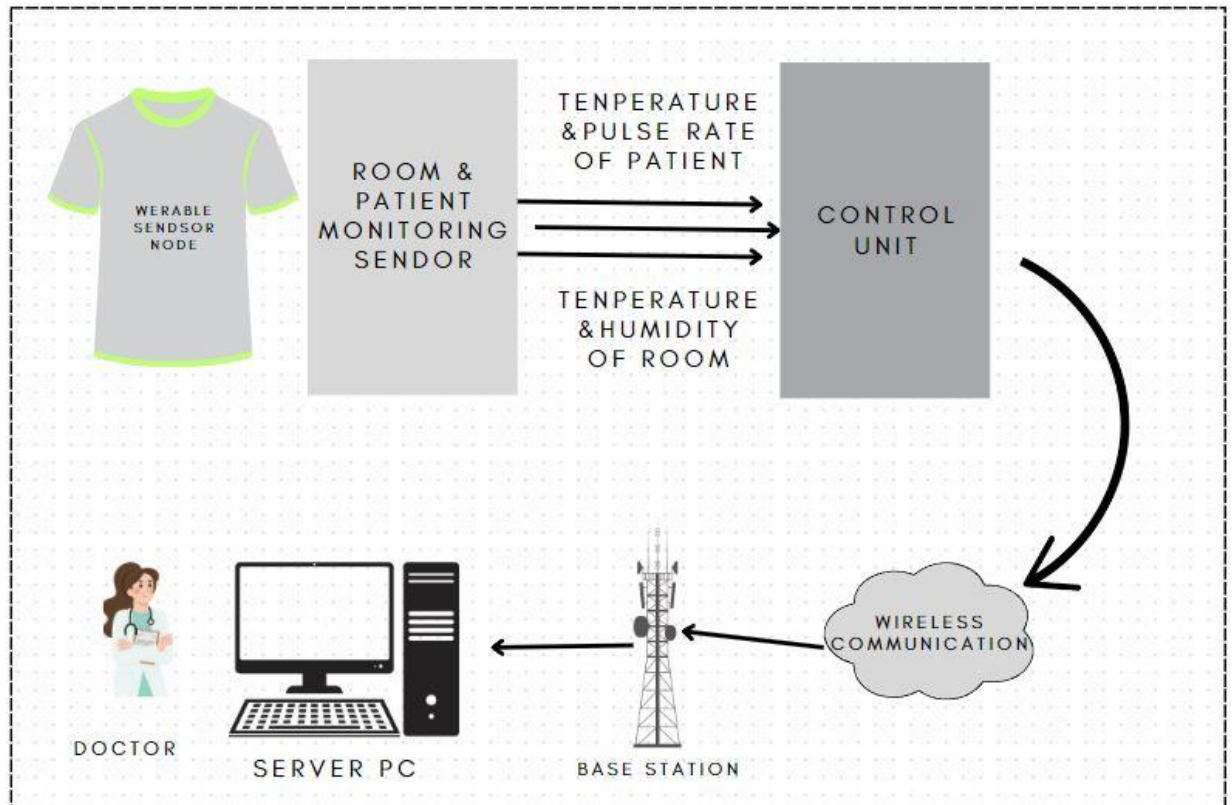 WERABLE
SENDSOR
NODE
ROOM &
PATIENT
MONITORING
SENDOR
TENPERATURE
&PULSE RATE
OF PATIENT
TENPERATURE
&HUMIDITY
OF ROOM
CONTROL
UNIT
DOCTOR
SERVER PC
BASE STATION
WIRELESS
COMMUNICATION